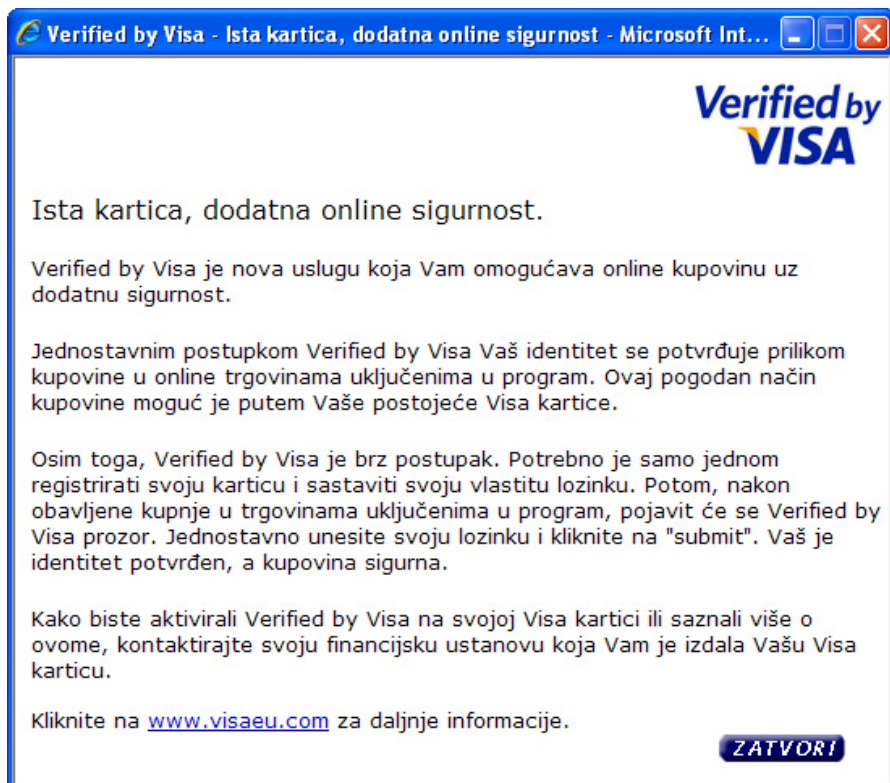 Verified by Visa - Ista kartica, dodatna online sigurnost - Microsoft Int...
Verified by
VISA
Ista kartica, dodatna online sigurnost.
Verified by Visa je nova uslugu koja Vam omogućava online kupovinu uz
dodatnu sigurnost.
Jednostavnim postupkom Verified by Visa Vaš identitet se potvrđuje prilikom
kupovine u online trgovinama uključenima u program. Ovaj pogodan način
kupovine moguć je putem Vaše postojeće Visa kartice.
Osim toga, Verified by Visa je brz postupak. Potrebno je samo jednom
registrirati svoju karticu i sastaviti svoju vlastitu lozinku. Potom, nakon
obavljene kupnje u trgovinama uključenima u program, pojavit će se Verified by
Visa prozor. Jednostavno unesite svoju lozinku i kliknite na "submit". Vaš je
identitet potvrđen, a kupovina sigurna.
Kako biste aktivirali Verified by Visa na svojoj Visa kartici ili saznali više o
ovome, kontaktirajte svoju financijsku ustanovu koja Vam je izdala Vašu Visa
karticu.
Kliknite na www.visaeu.com za daljnje informacije.
ZATVORI